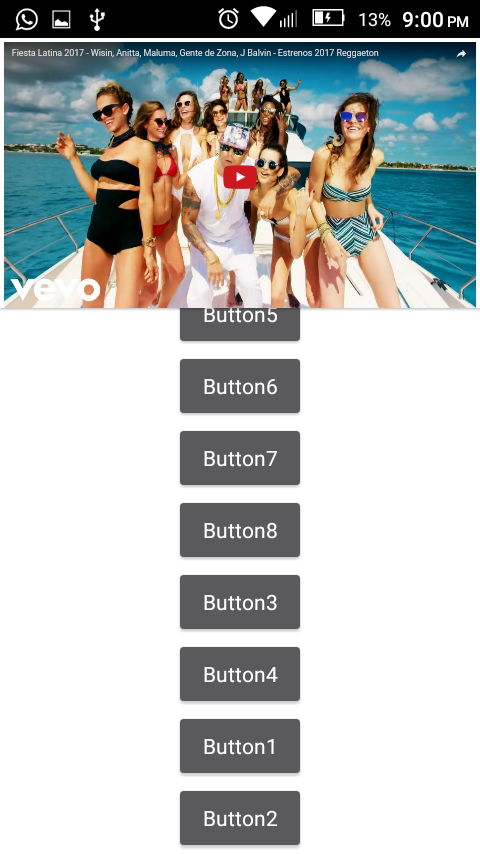 13% 9:00 PM
Fiesta Latina 2017 - Wisin, Anitta, Maluma, Gente de Zona, J Balvin - Estrenos 2017 Reggaeton
vevo
Button5
Button6
Button7
Button8
Button3
Button4
Button1
Button2